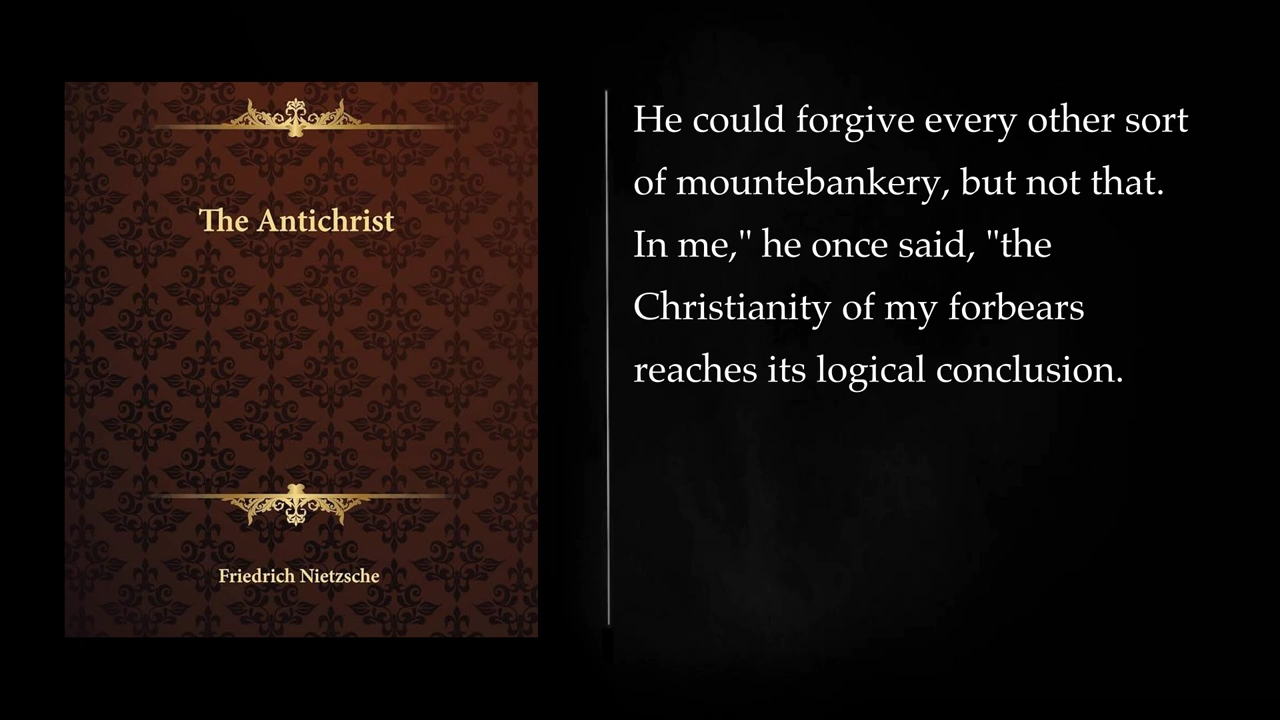 The Antichrist
Friedrich Nietzsche
He could forgive every other sort
of mountebankery, but not that.
In me," he once said, "the
Christianity of my forbears
reaches its logical conclusion.